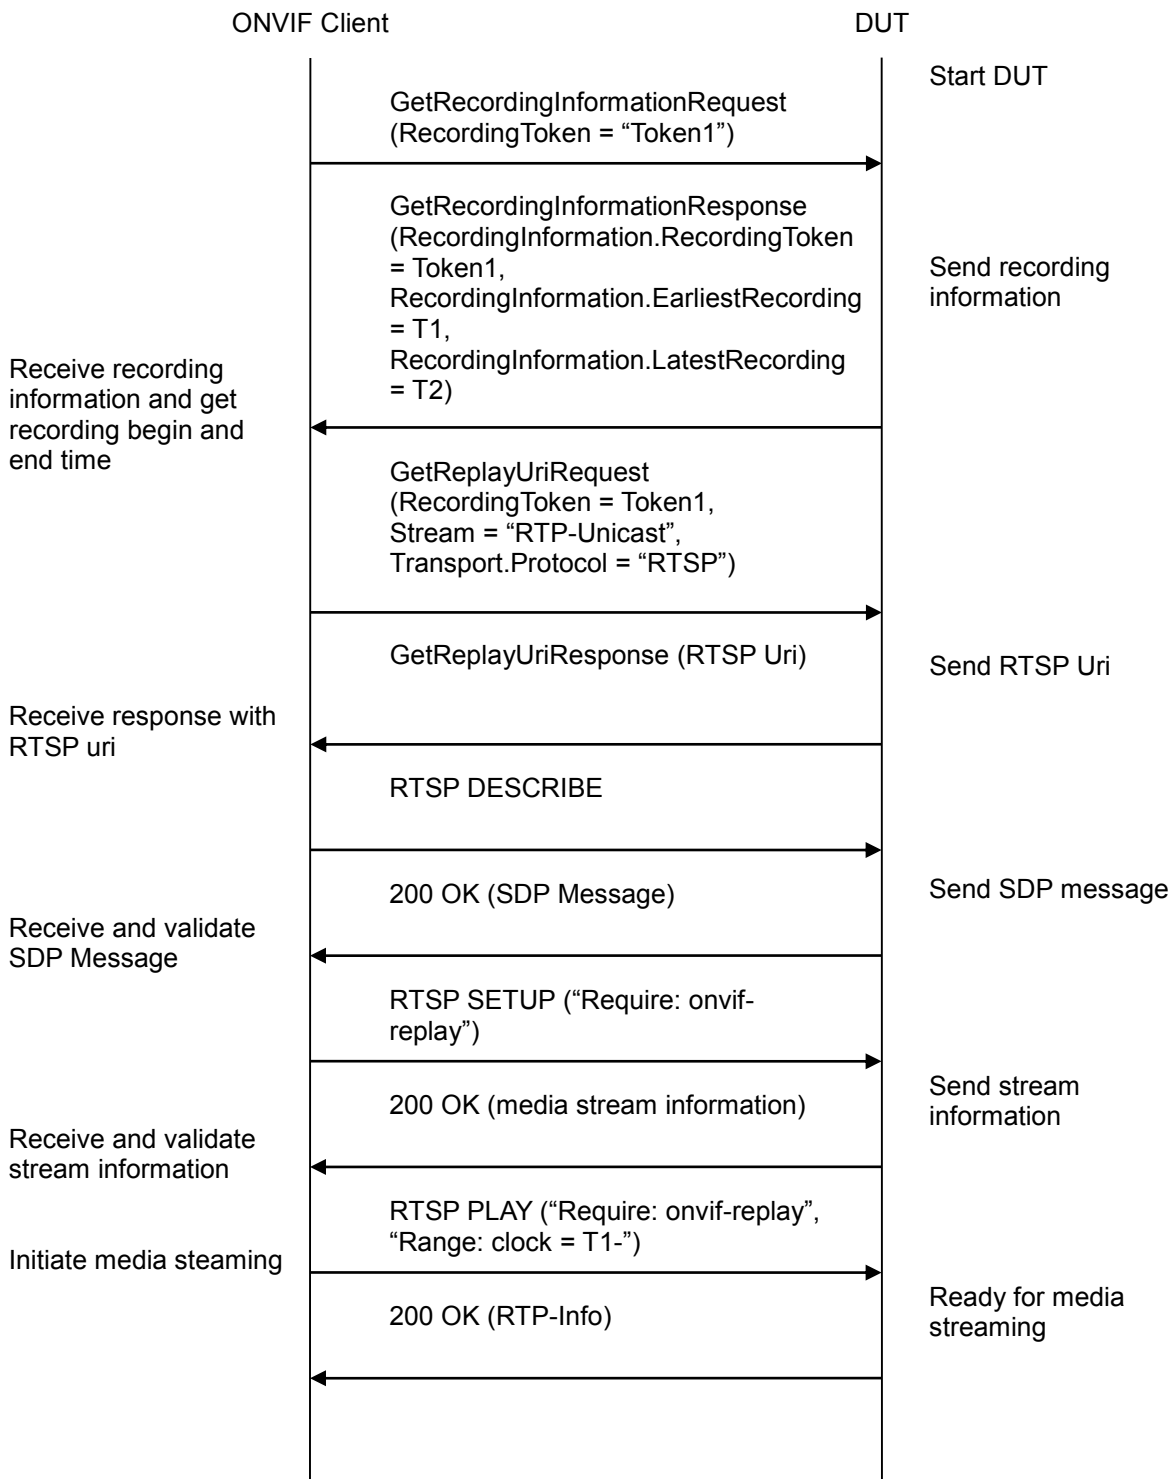 ONVIF Client
DUT
Start DUT
GetRecordingInformationRequest
(RecordingToken = “Token1”)
GetRecordingInformationResponse
(RecordingInformation.RecordingToken
= Token1,
RecordingInformation.EarliestRecording
= T1,
RecordingInformation.LatestRecording
= T2)
Send recording
information
Receive recording
information and get
recording begin and
end time
GetReplayUriRequest
(RecordingToken = Token1,
Stream = “RTP-Unicast”,
Transport.Protocol = “RTSP”)
GetReplayUriResponse (RTSP Uri)
Send RTSP Uri
Receive response with
RTSP uri
RTSP DESCRIBE
200 OK (SDP Message)
Send SDP message
Receive and validate
SDP Message
RTSP SETUP (“Require: onvif-
replay”)
200 OK (media stream information)
Send stream
information
Receive and validate
stream information
RTSP PLAY (“Require: onvif-replay”,
“Range: clock = T1-”)
Initiate media steaming
200 OK (RTP-Info)
Ready for media
streaming